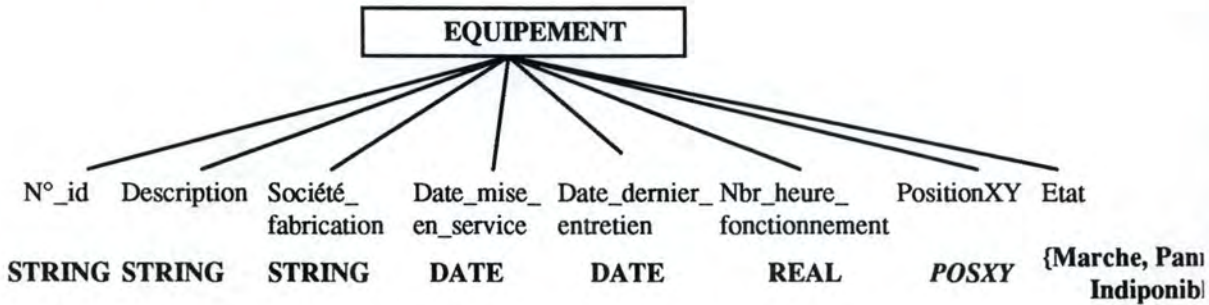 EQUIPEMENT
N°_id Description Société_ Date_mise_ Date_dernier_ Nbr_heure_ PositionXY Etat
fabrication en_service entretien fonctionnement
STRING STRING STRING DATE DATE REAL POSXY {Marche,